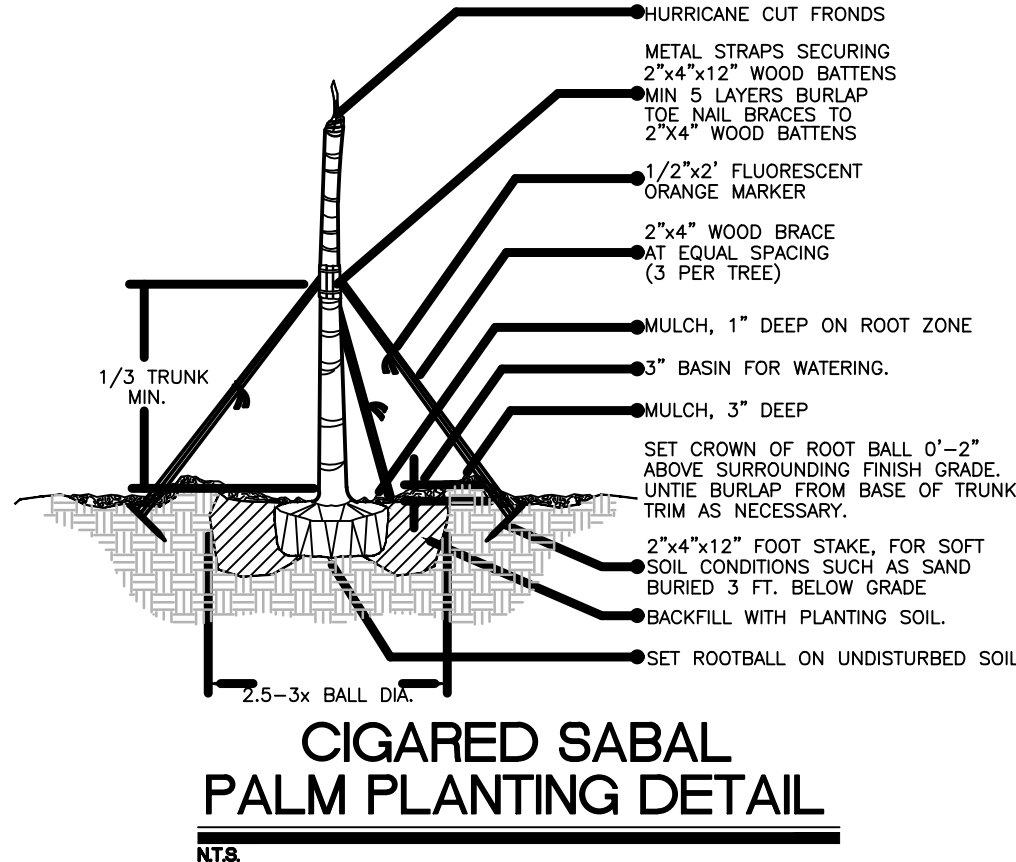 HURRICANE CUT FRONDS
METAL STRAPS SECURING
2"x4"x12" WOOD BATTENS
MIN 5 LAYERS BURLAP
TOE NAIL BRACES TO
2"X4" WOOD BATTENS
1/2"x2' FLUORESCENT
ORANGE MARKER
2"x4" WOOD BRACE
AT EQUAL SPACING
(3 PER TREE)
MULCH, 1" DEEP ON ROOT ZONE
3" BASIN FOR WATERING.
MULCH, 3" DEEP
SET CROWN OF ROOT BALL 0'-2"
ABOVE SURROUNDING FINISH GRADE.
UNTIE BURLAP FROM BASE OF TRUNK
TRIM AS NECESSARY.
2"x4"x12" FOOT STAKE, FOR SOFT
SOIL CONDITIONS SUCH AS SAND
BURIED 3 FT. BELOW GRADE
BACKFILL WITH PLANTING SOIL.
SET ROOTBALL ON UNDISTURBED SOIL
1/3 TRUNK
MIN.
2.5-3x BALL DIA.
CIGARED SABAL
PALM PLANTING DETAIL
N.T.S.